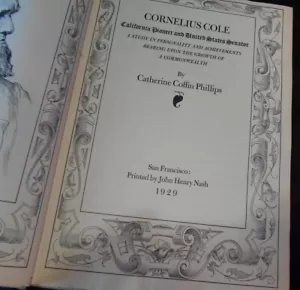 CORNELIUS COLE
California Pioneer and United States Senator
A STUDY IN PERSONALITY AND ACHIEVEMENTS
BEARING UPON THE GROWTH OF
A COMMONWEALTH
By
Catherine Coffin Phillips
San Francisco:
Printed by John Henry Nash
1929